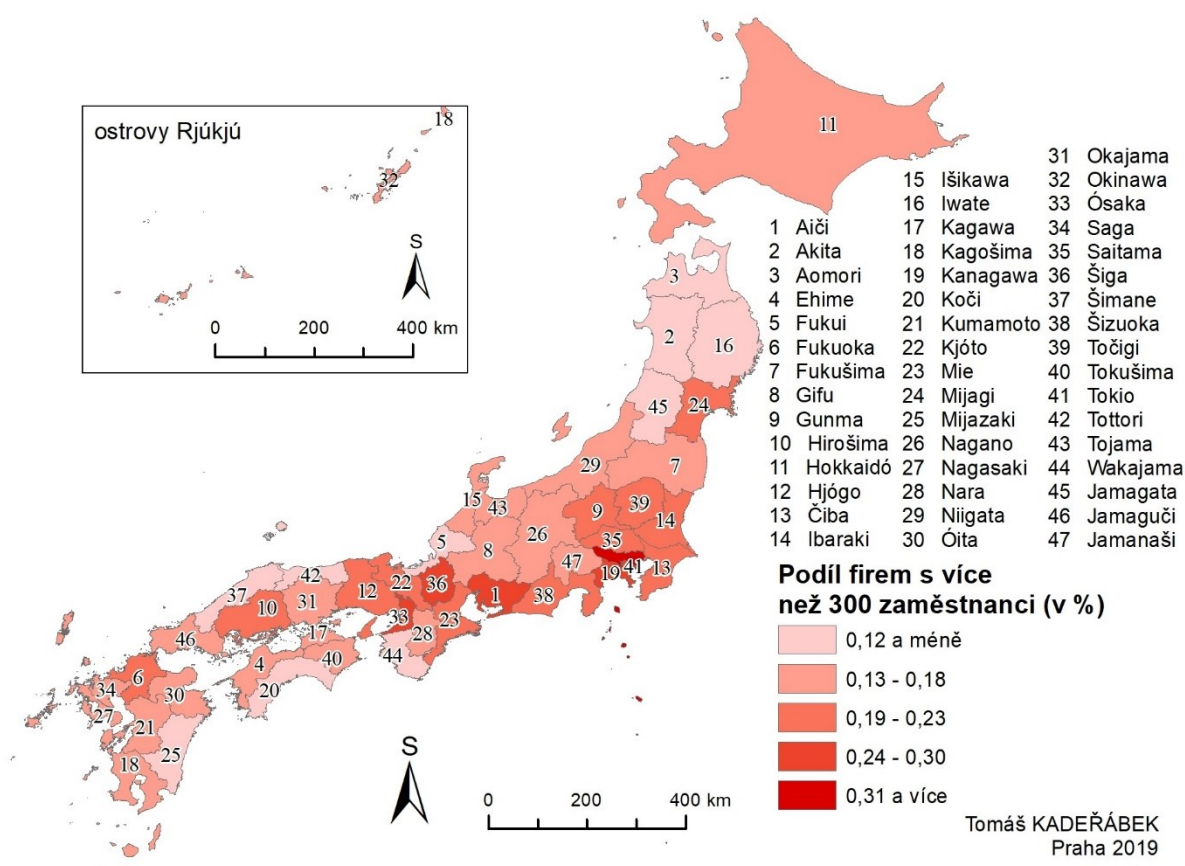 ostrovy Rjúkjú
18
32
S
0 200 400 km
11
3
2
16
45
24
29
7
15
43
9
39
14
26
5
8
35
47
41
19
13
42
22
36
12
1
38
37
10
31
33
23
28
46
17
44
4
40
6
20
34
30
27
21
25
18
S
0 200 400 km
1 Aiči
2 Akita
3 Aomori
4 Ehime
5 Fukui
6 Fukuoka
7 Fukušima
8 Gifu
9 Gunma
10 Hirošima
11 Hokkaidó
12 Hjógo
13 Čiba
14 Ibaraki
15 Išikawa
16 Iwate
17 Kagawa
18 Kagošima
19 Kanagawa
20 Koči
21 Kumamoto
22 Kjóto
23 Mie
24 Mijagi
25 Mijazaki
26 Nagano
27 Nagasaki
28 Nara
29 Niigata
30 Óita
31 Okajama
32 Okinawa
33 Ósaka
34 Saga
35 Saitama
36 Šiga
37 Šimane
38 Šizuoka
39 Točigi
40 Tokušima
41 Tokio
42 Tottori
43 Tojama
44 Wakajama
45 Jamagata
46 Jamaguči
47 Jamanaši
Podíl firem s více
než 300 zaměstnanci (v %)
0,12 a méně
0,13 - 0,18
0,19 - 0,23
0,24 - 0,30
0,31 a více
Tomáš KADEŘÁBEK
Praha 2019